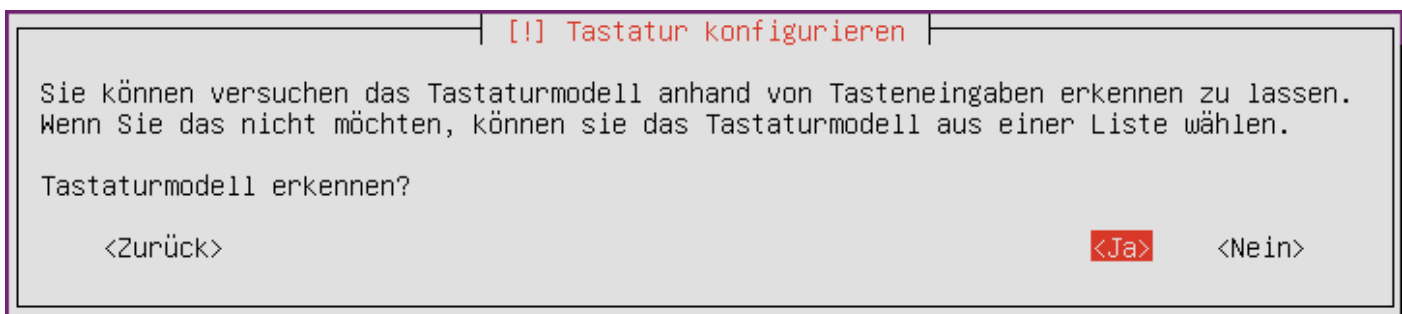 [!] Tastatur konfigurieren
Sie können versuchen das Tastaturmodell anhand von Tasteneingaben erkennen zu lassen.
Wenn Sie das nicht möchten, können sie das Tastaturmodell aus einer Liste wählen.
Tastaturmodell erkennen?
<Zurück> <Ja> <Nein>